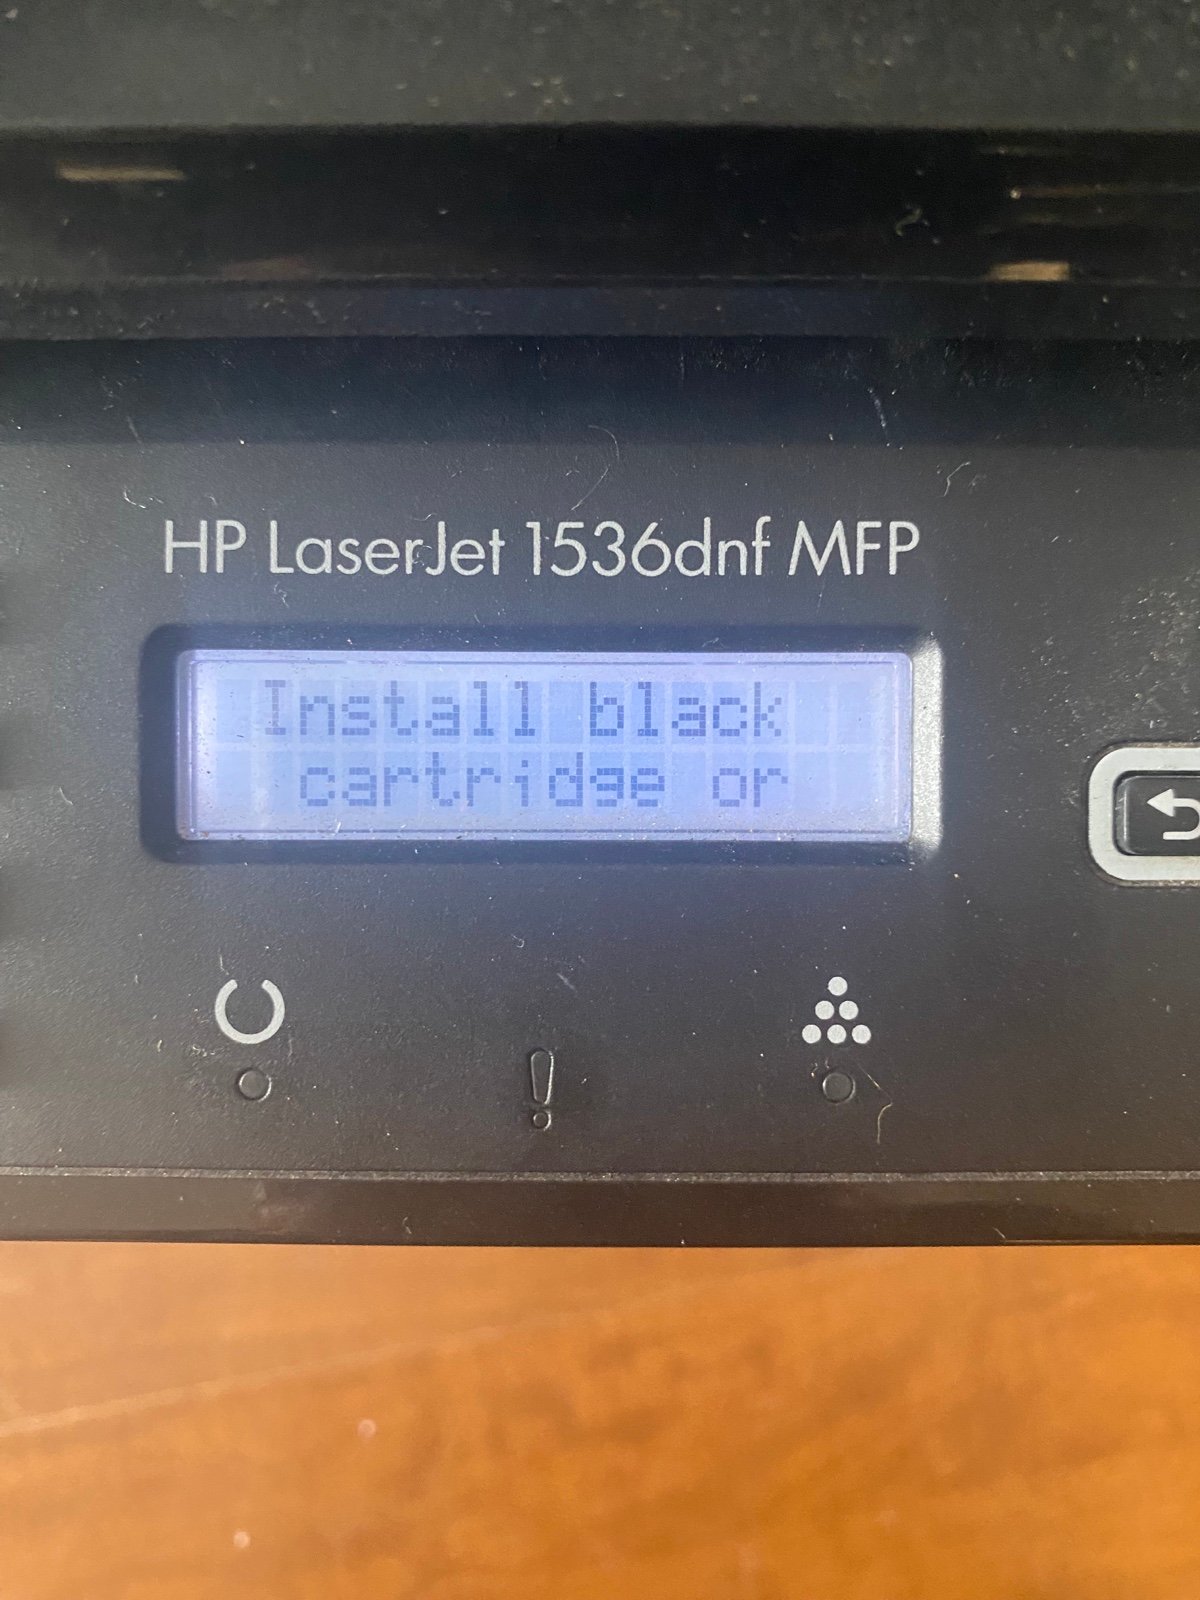 HP LaserJet 1536dnf MFP
Install black
cartridge or